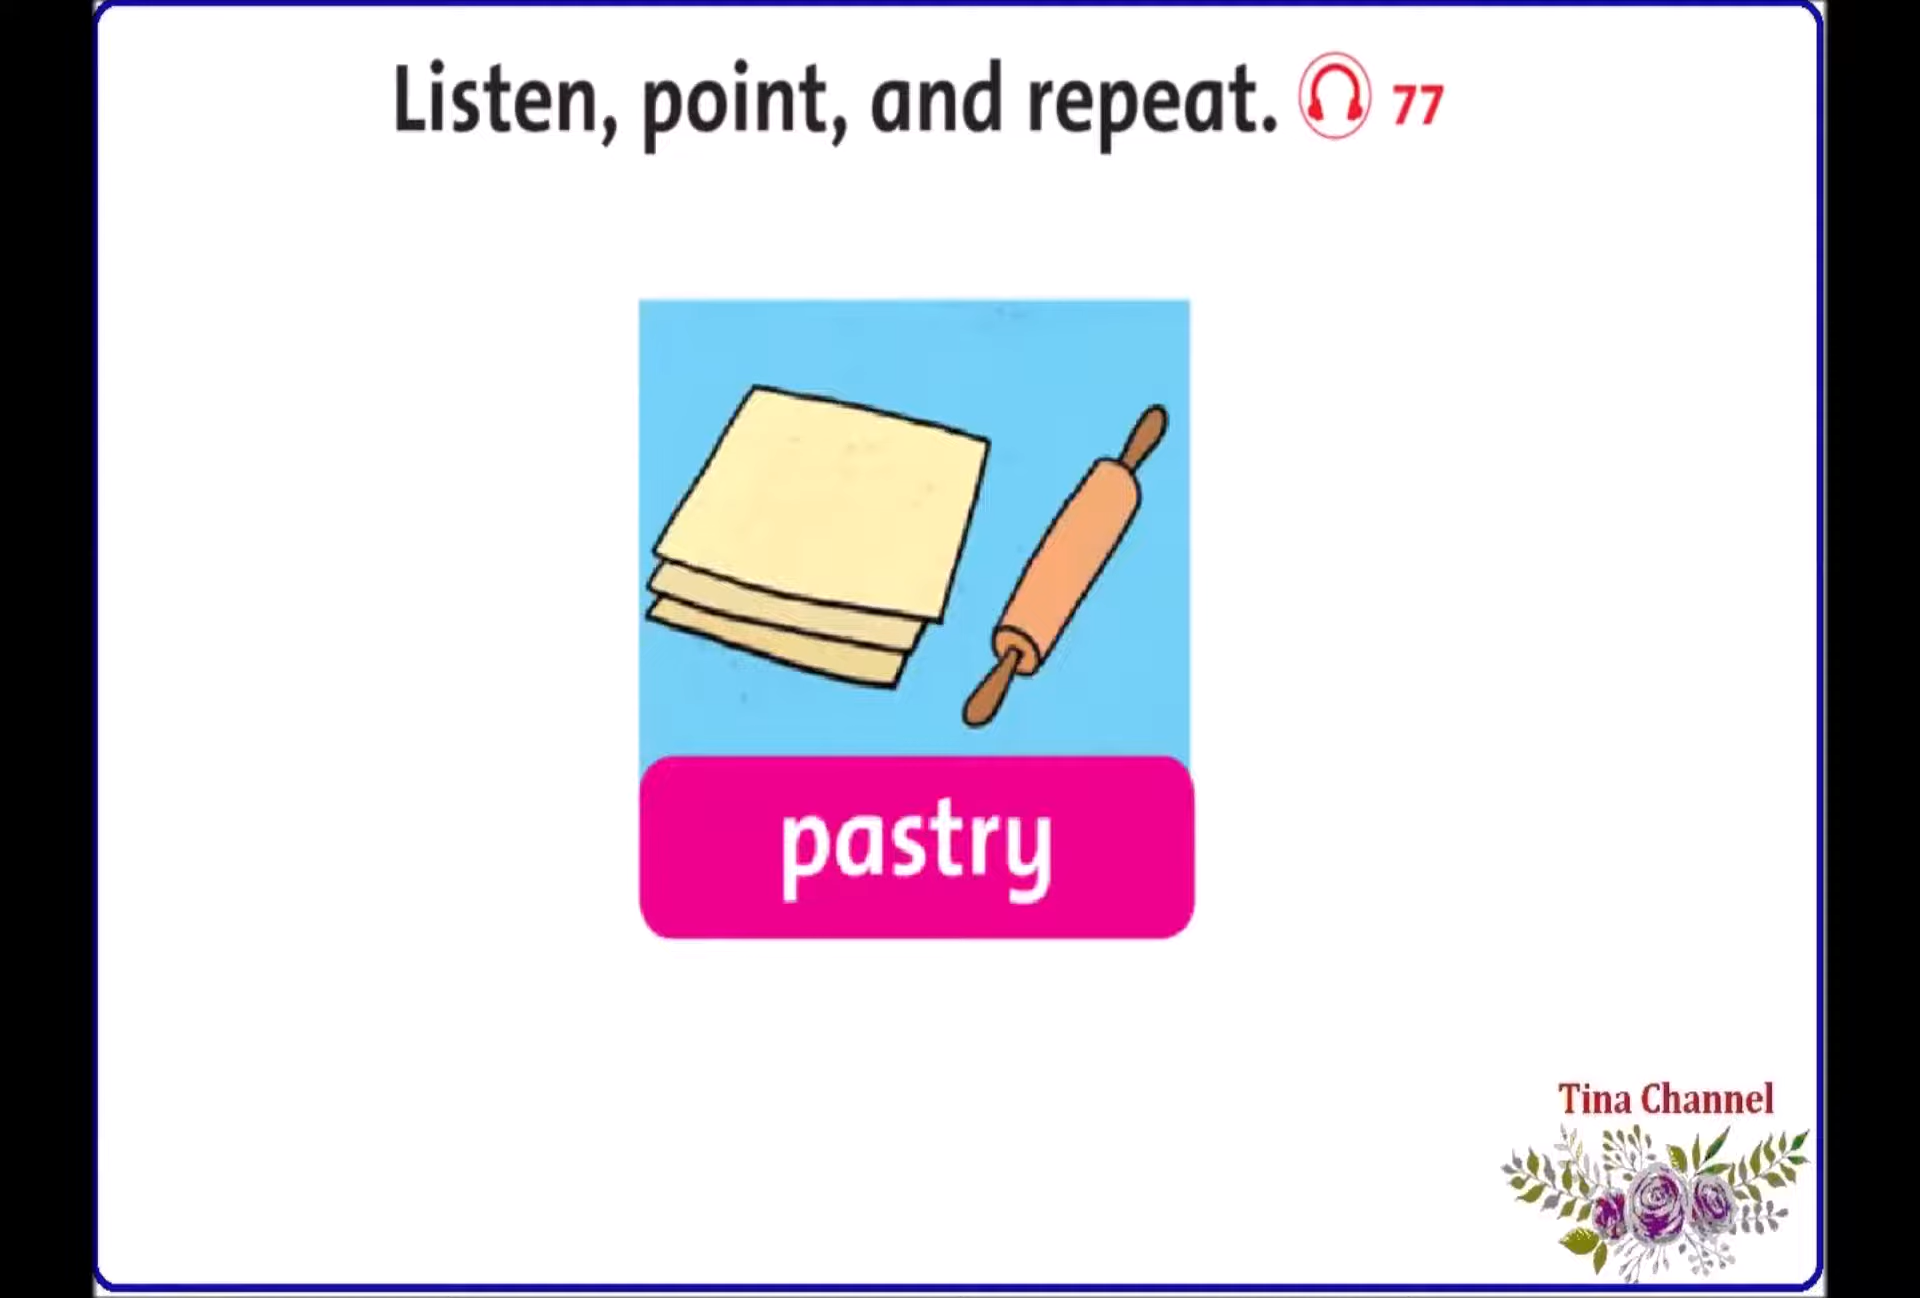 Listen, point, and repeat. 77
pastry
Tina Channel